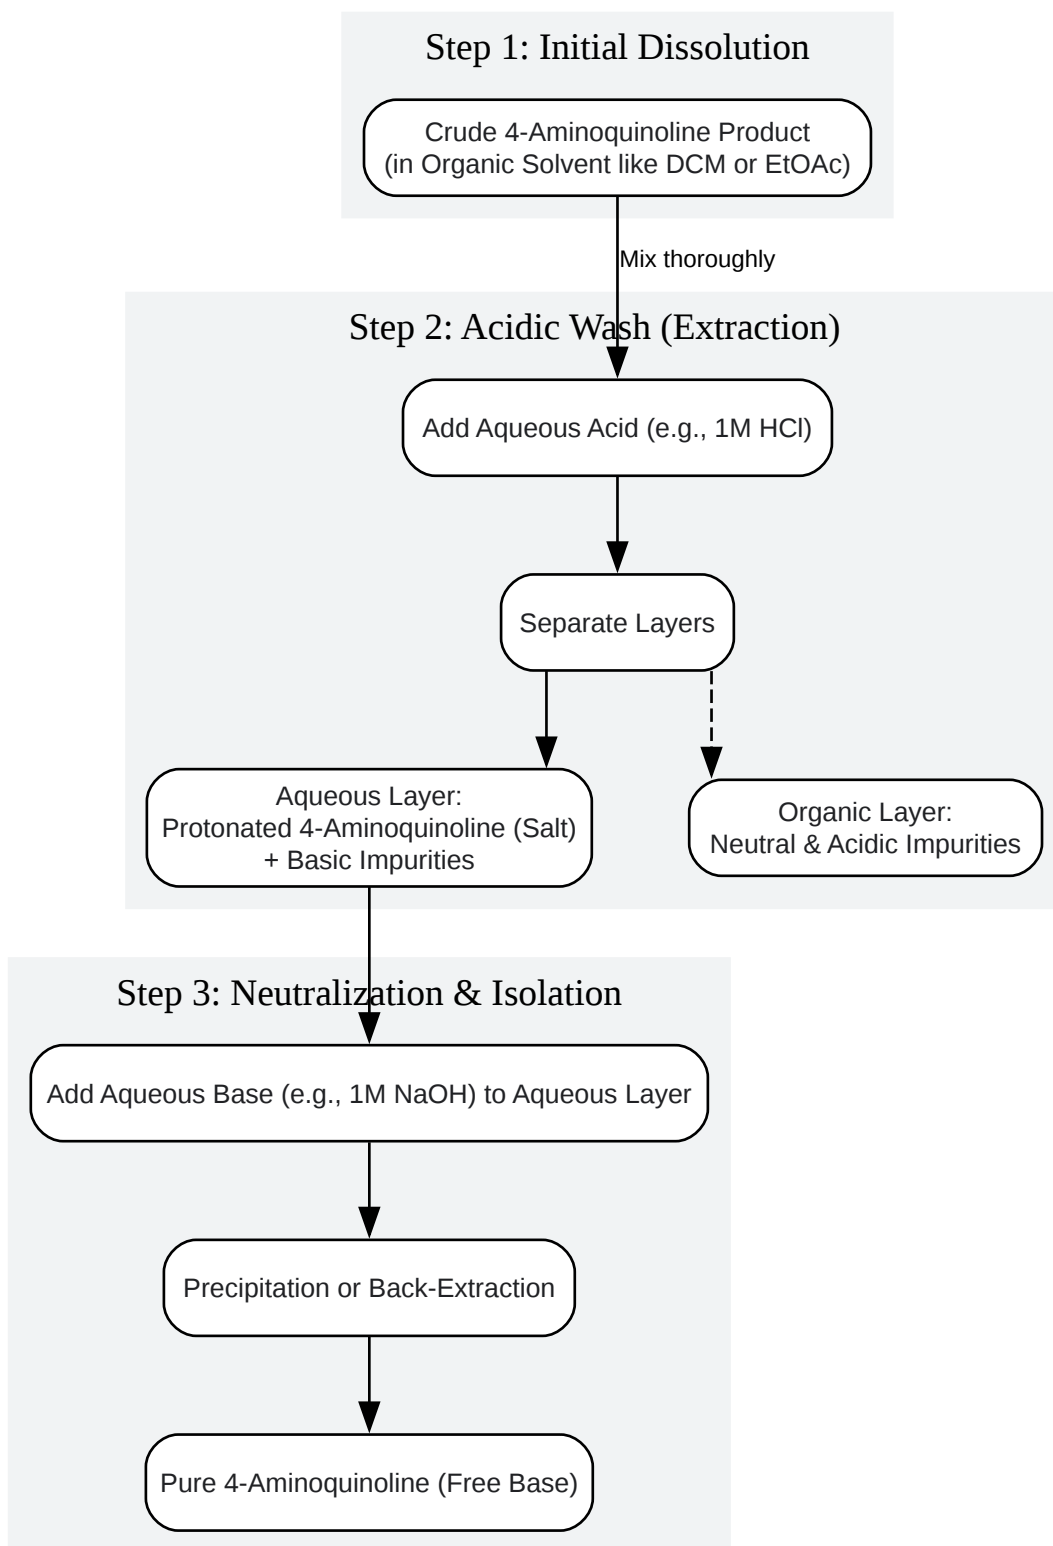 Step 1: Initial Dissolution
Crude 4-Aminoquinoline Product
(in Organic Solvent like DCM or EtOAc)
Mix thoroughly
Step 2: Acidic Wash (Extraction)
Add Aqueous Acid (e.g., 1M HCl)
Separate Layers
Aqueous Layer:
Protonated 4-Aminoquinoline (Salt)
+ Basic Impurities
Organic Layer:
Neutral & Acidic Impurities
Step 3: Neutralization & Isolation
Add Aqueous Base (e.g., 1M NaOH) to Aqueous Layer
Precipitation or Back-Extraction
Pure 4-Aminoquinoline (Free Base)